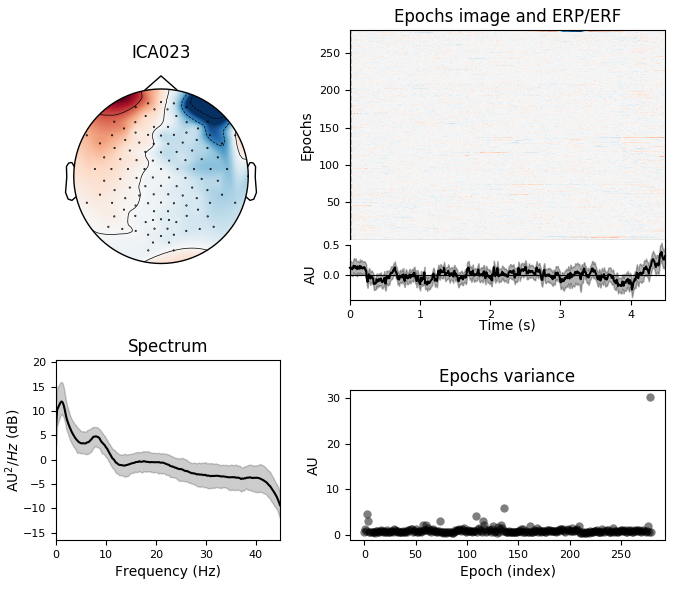 ICA023
Epochs image and ERP/ERF
Epochs
250
200
150
100
50
0.5
0.0
AU
0 1 2 3 4
Time (s)
Spectrum
AU²/Hz (dB)
20
15
10
5
0
−5
−10
−15
0 10 20 30 40
Frequency (Hz)
Epochs variance
AU
30
20
10
0
0 50 100 150 200 250
Epoch (index)